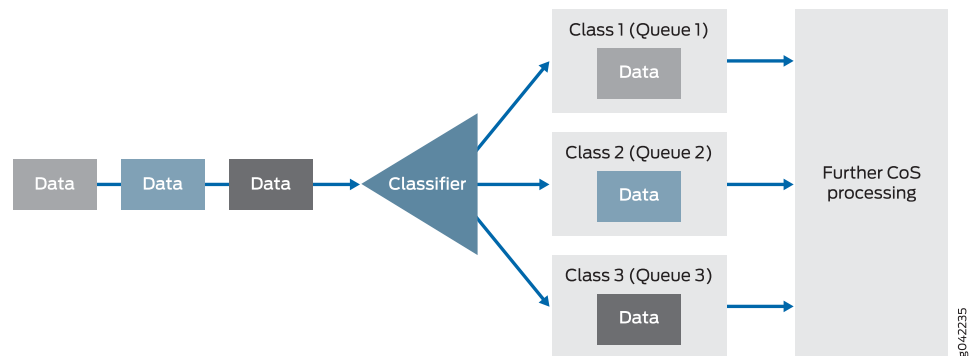 Data
Data
Data
Classifier
Class 1 (Queue 1)
Data
Class 2 (Queue 2)
Data
Class 3 (Queue 3)
Data
Further CoS
processing
g042235